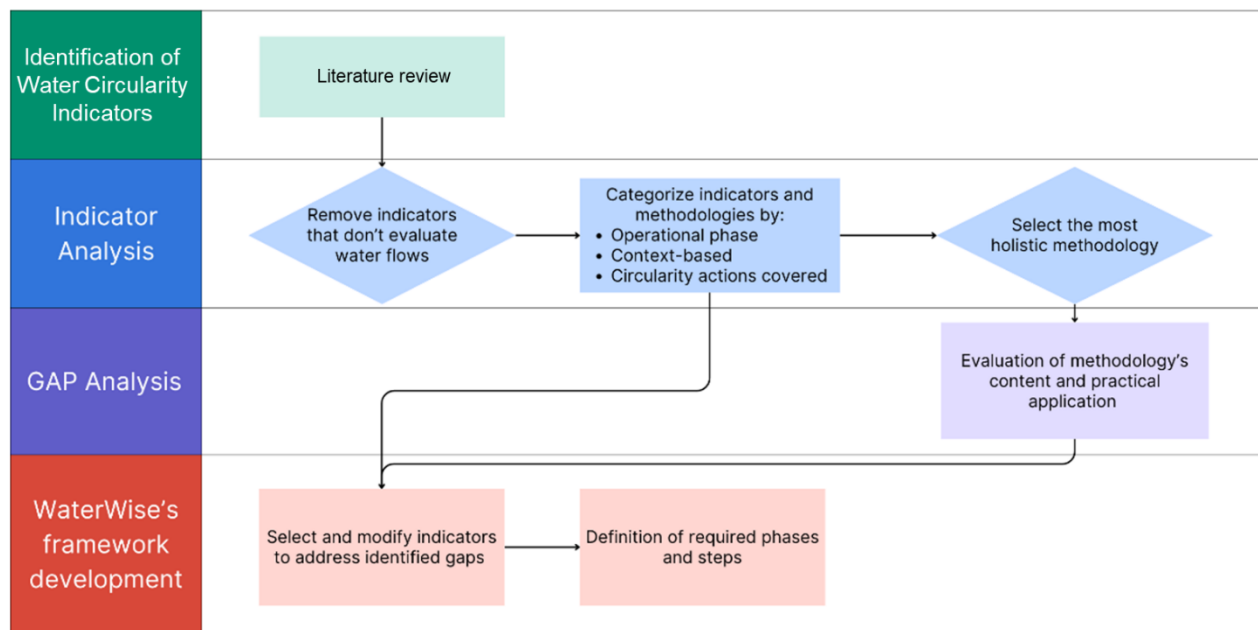 Identification of
Water Circularity
Indicators
Literature review
Indicator
Analysis
Remove indicators
that don't evaluate
water flows
Categorize indicators and
methodologies by:
• Operational phase
• Context-based
• Circularity actions covered
Select the most
holistic methodology
GAP Analysis
Evaluation of methodology's
content and practical
application
WaterWise's
framework
development
Select and modify indicators
to address identified gaps
Definition of required phases
and steps